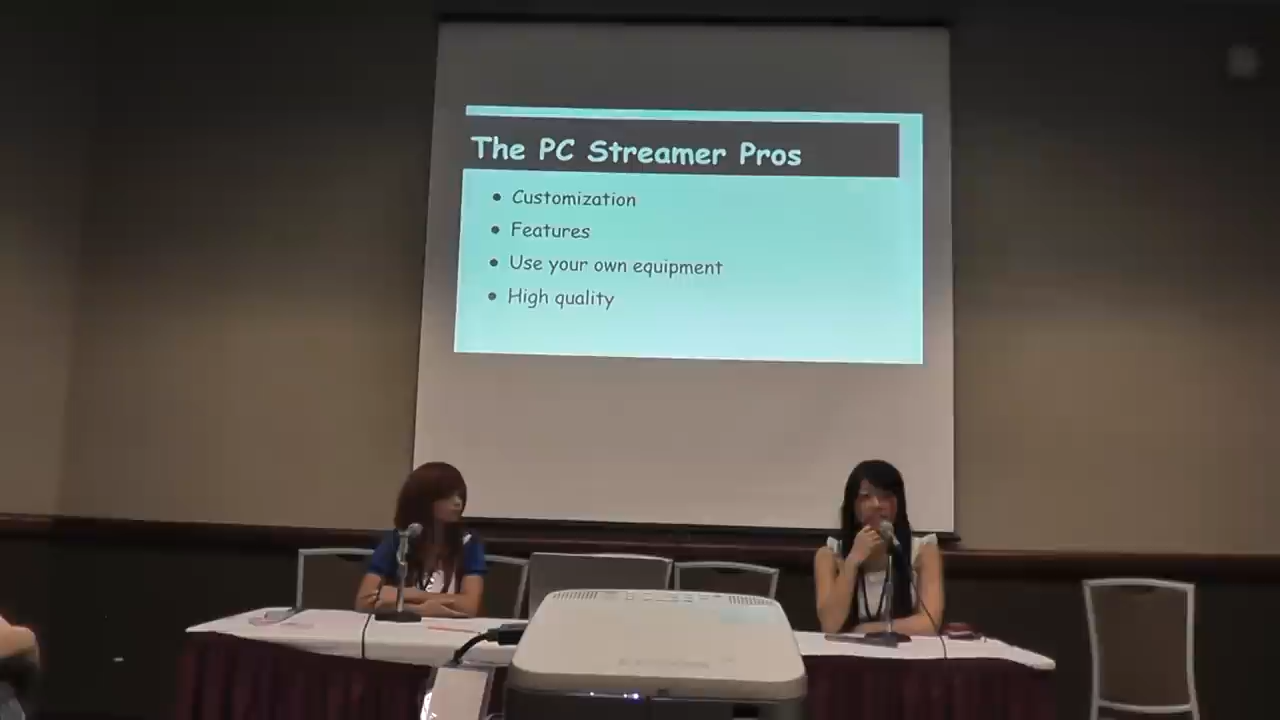 The PC Streamer Pros
• Customization
• Features
• Use your own equipment
• High quality